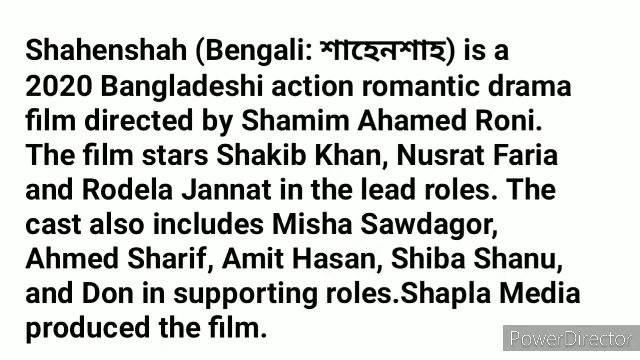 Shahenshah (Bengali: শাহেনশাহ) is a
2020 Bangladeshi action romantic drama
film directed by Shamim Ahamed Roni.
The film stars Shakib Khan, Nusrat Faria
and Rodela Jannat in the lead roles. The
cast also includes Misha Sawdagor,
Ahmed Sharif, Amit Hasan, Shiba Shanu,
and Don in supporting roles.Shapla Media
produced the film.
PowerDirector